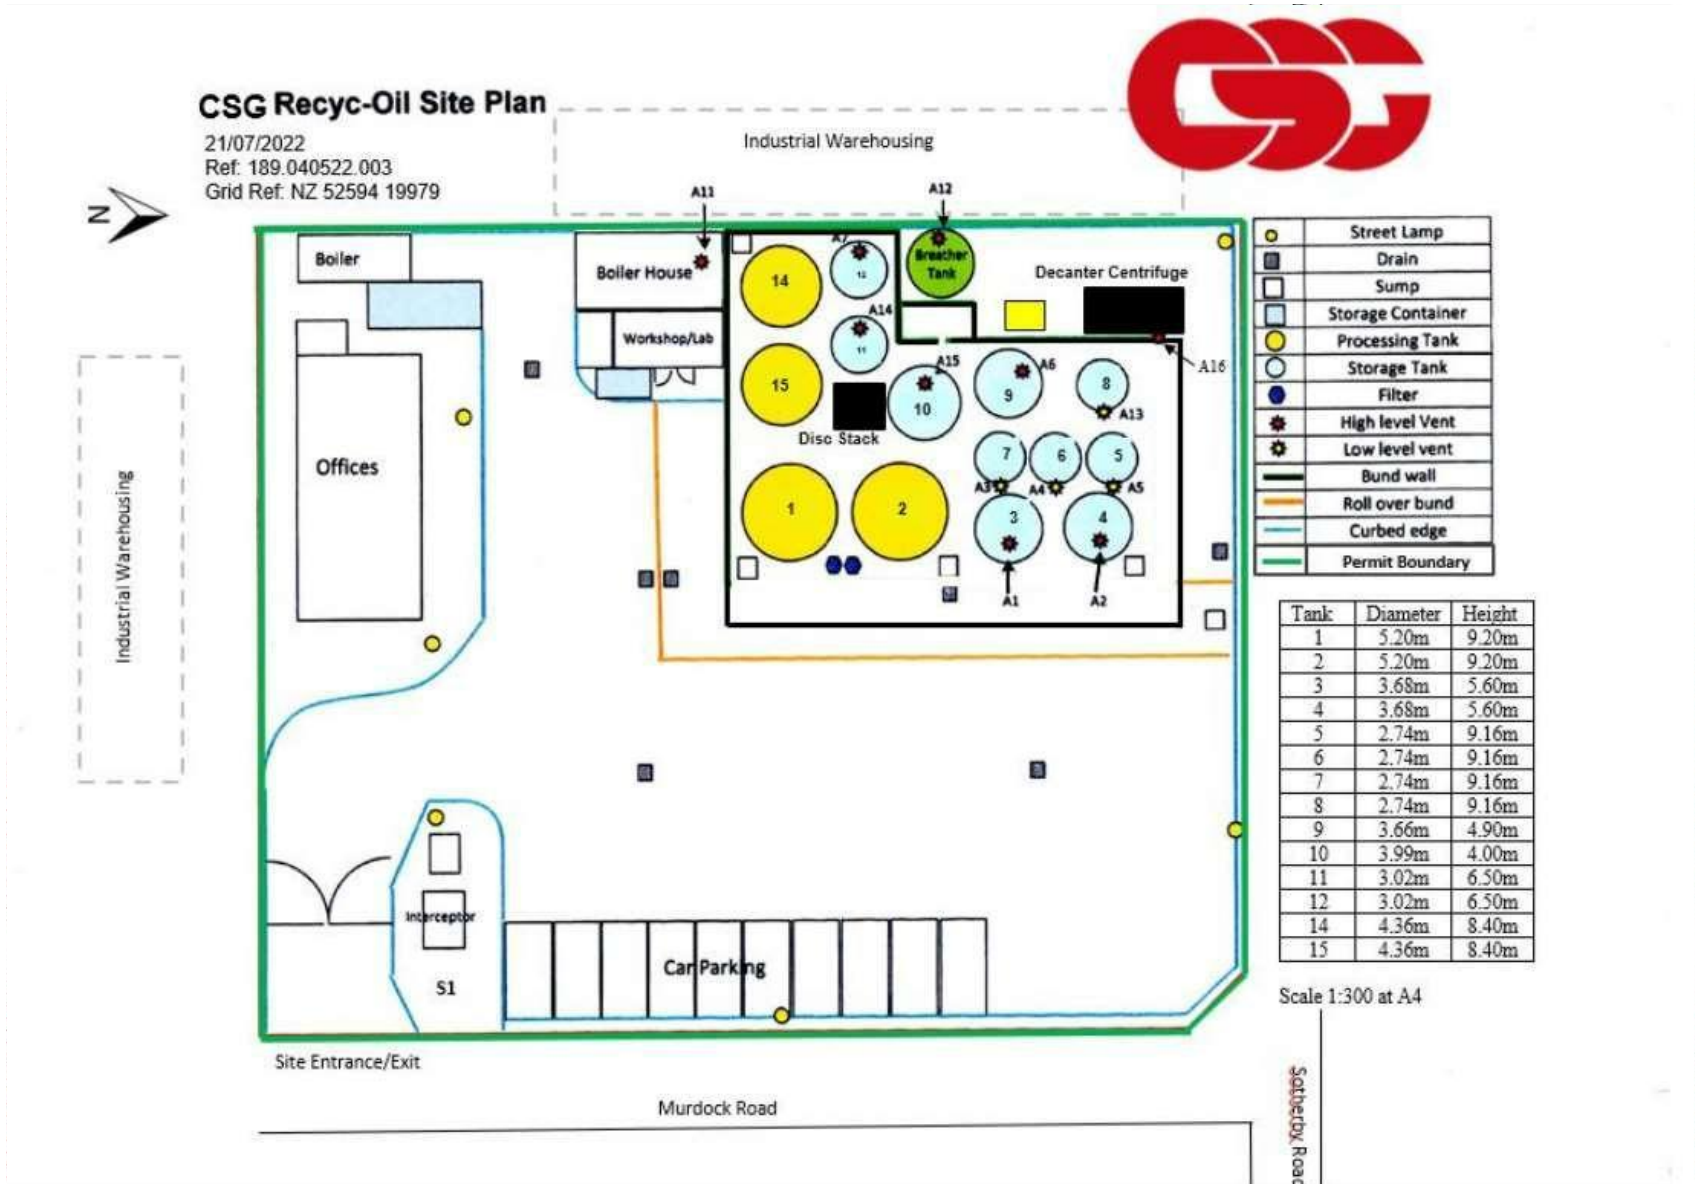 CSG Recyc-Oil Site Plan
21/07/2022
Ref: 189.040522.003
Grid Ref: NZ 52594 19979
N
CSG
Industrial Warehousing
Industrial Warehousing
A11
A12
Boiler
Boiler House
Workshop/Lab
Offices
14
15
A7
12
A14
11
Breather
Tank
Decanter Centrifuge
A16
Disc Stack
A15
10
A6
9
8
A13
7
6
5
A3
A4
A5
1
2
3
4
A1
A2
Interceptor
S1
Car Parking
Site Entrance/Exit
Murdock Road
Sotherby Road
Street Lamp
Drain
Sump
Storage Container
Processing Tank
Storage Tank
Filter
High level Vent
Low level vent
Bund wall
Roll over bund
Curbed edge
Permit Boundary
Tank Diameter Height
1 5.20m 9.20m
2 5.20m 9.20m
3 3.68m 5.60m
4 3.68m 5.60m
5 2.74m 9.16m
6 2.74m 9.16m
7 2.74m 9.16m
8 2.74m 9.16m
9 3.66m 4.90m
10 3.99m 4.00m
11 3.02m 6.50m
12 3.02m 6.50m
14 4.36m 8.40m
15 4.36m 8.40m
Scale 1:300 at A4